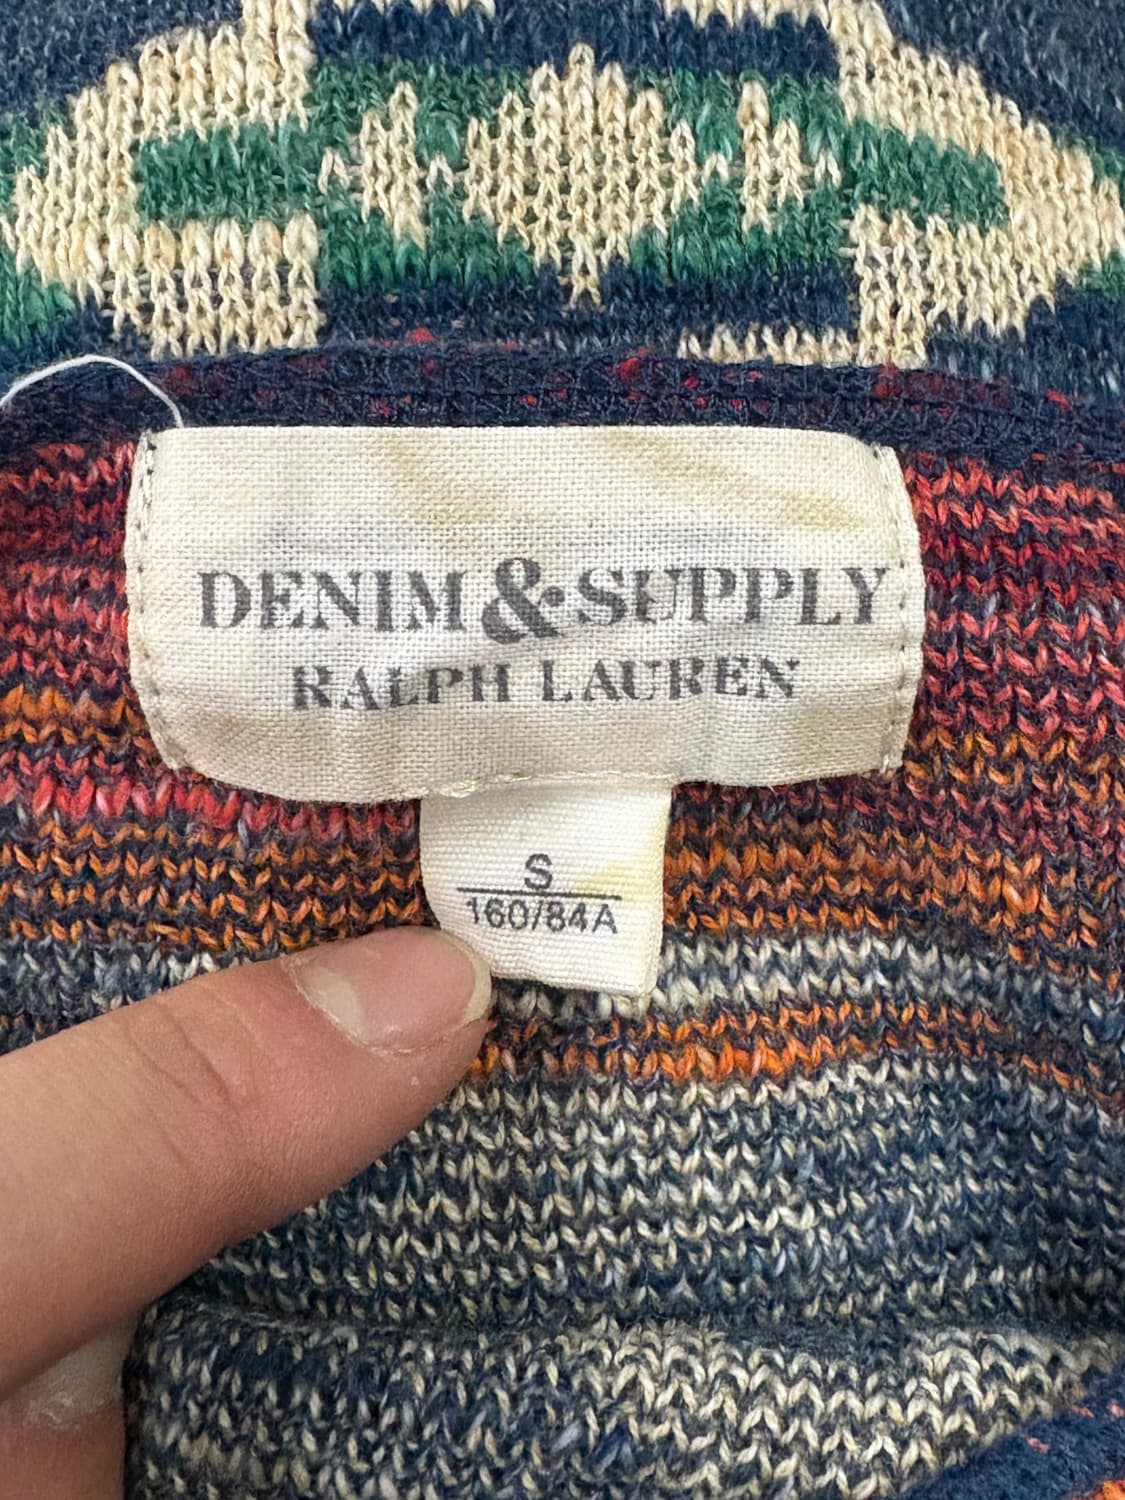 DENIM & SUPPLY
RALPH LAUREN
S
160/84A